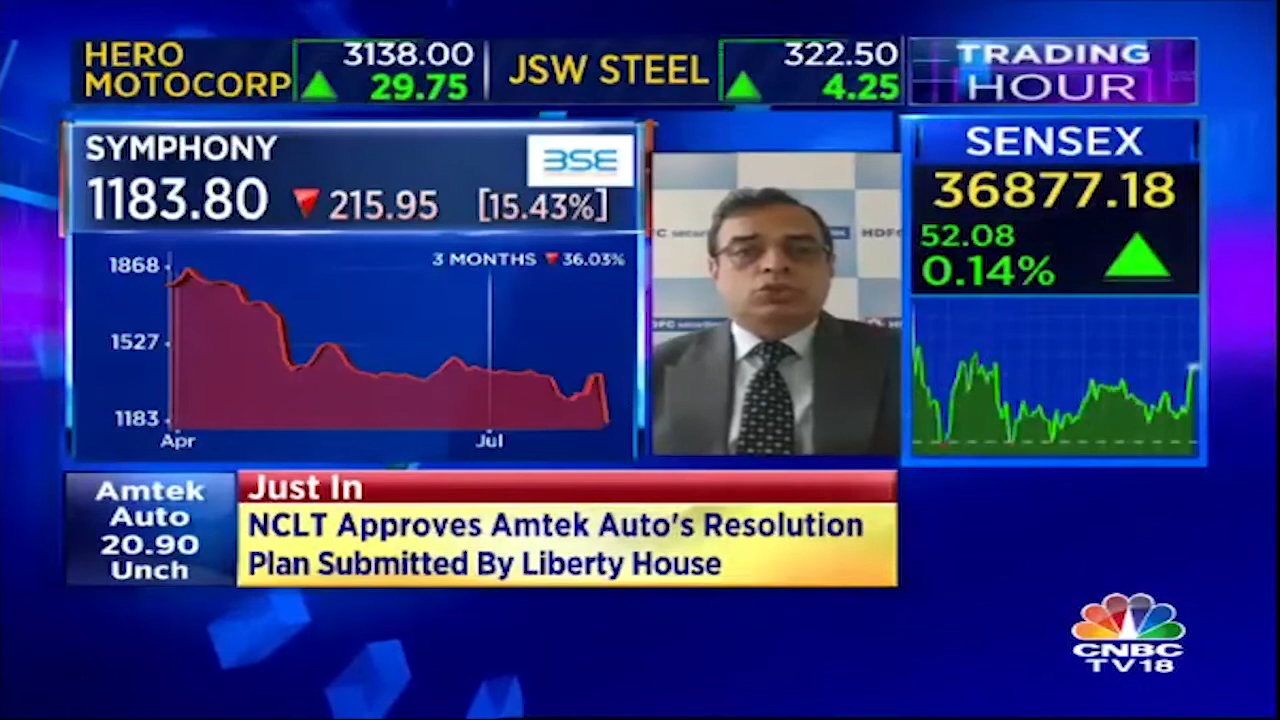 HERO
MOTOCORP
3138.00
29.75
JSW STEEL
322.50
4.25
TRADING
HOUR
SYMPHONY
BSE
1183.80 215.95 [15.43%]
3 MONTHS 36.03%
1868
1527
1183
Apr Jul
HDFC
SENSEX
36877.18
52.08
0.14%
Amtek
Auto
20.90
Unch
Just In
NCLT Approves Amtek Auto's Resolution
Plan Submitted By Liberty House
CNBC
TV18